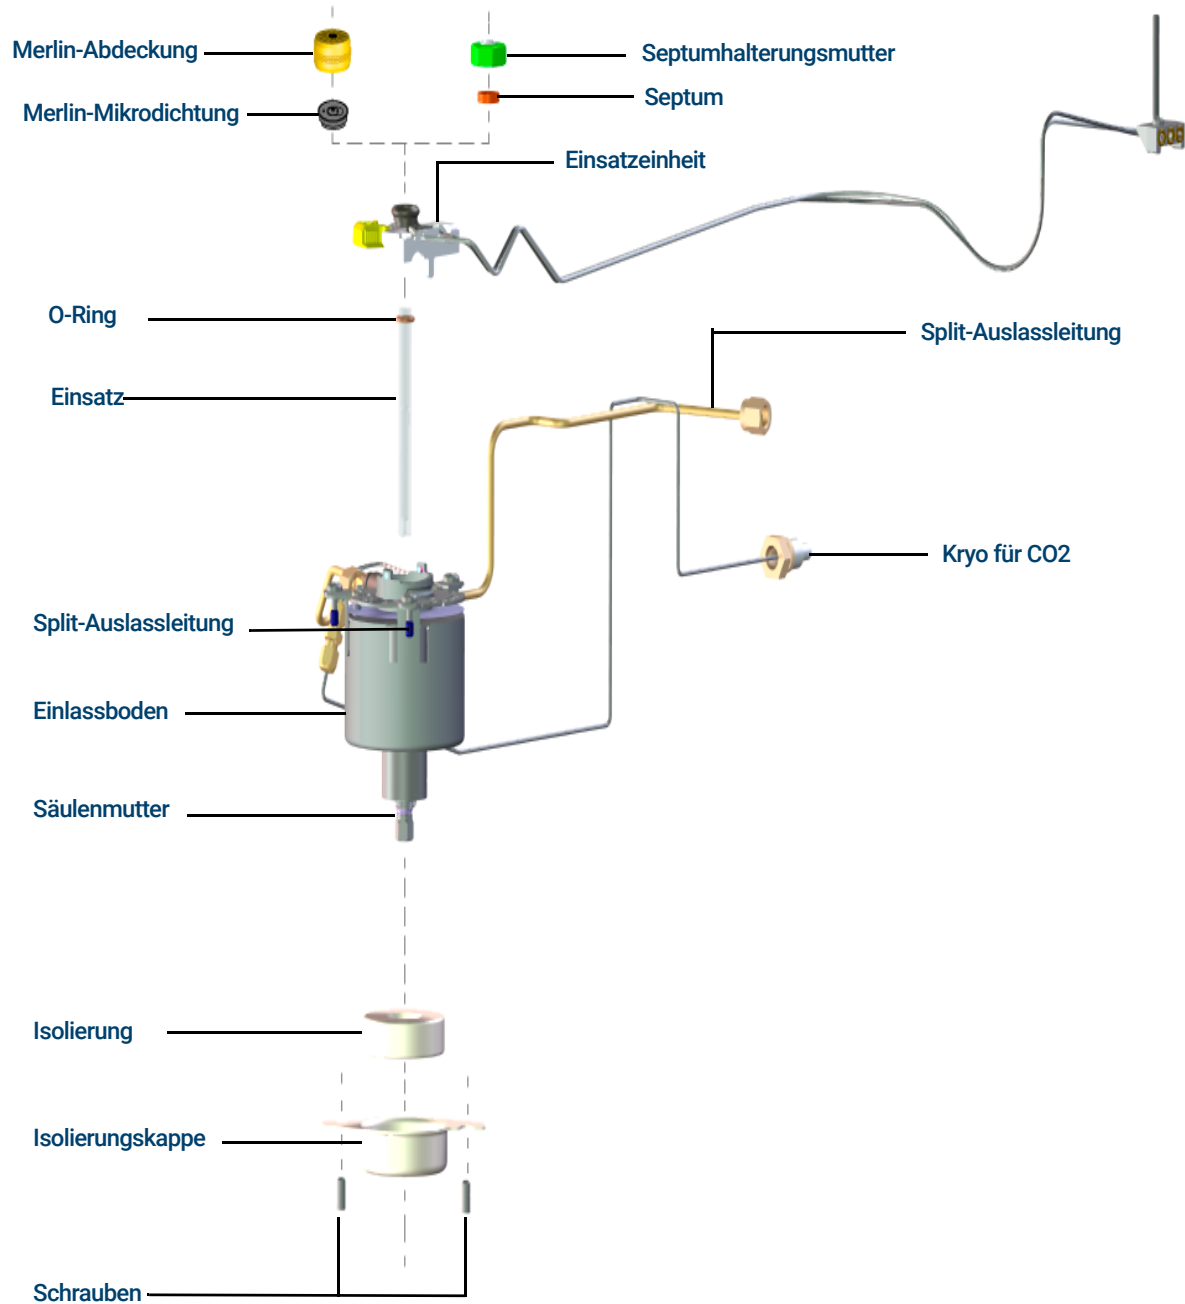 Merlin-Abdeckung
Septumhalterungsmutter
Septum
Merlin-Mikrodichtung
Einsatzeinheit
O-Ring
Split-Auslassleitung
Einsatz
Kryo für CO2
Split-Auslassleitung
Einlassboden
Säulenmutter
Isolierung
Isolierungskappe
Schrauben